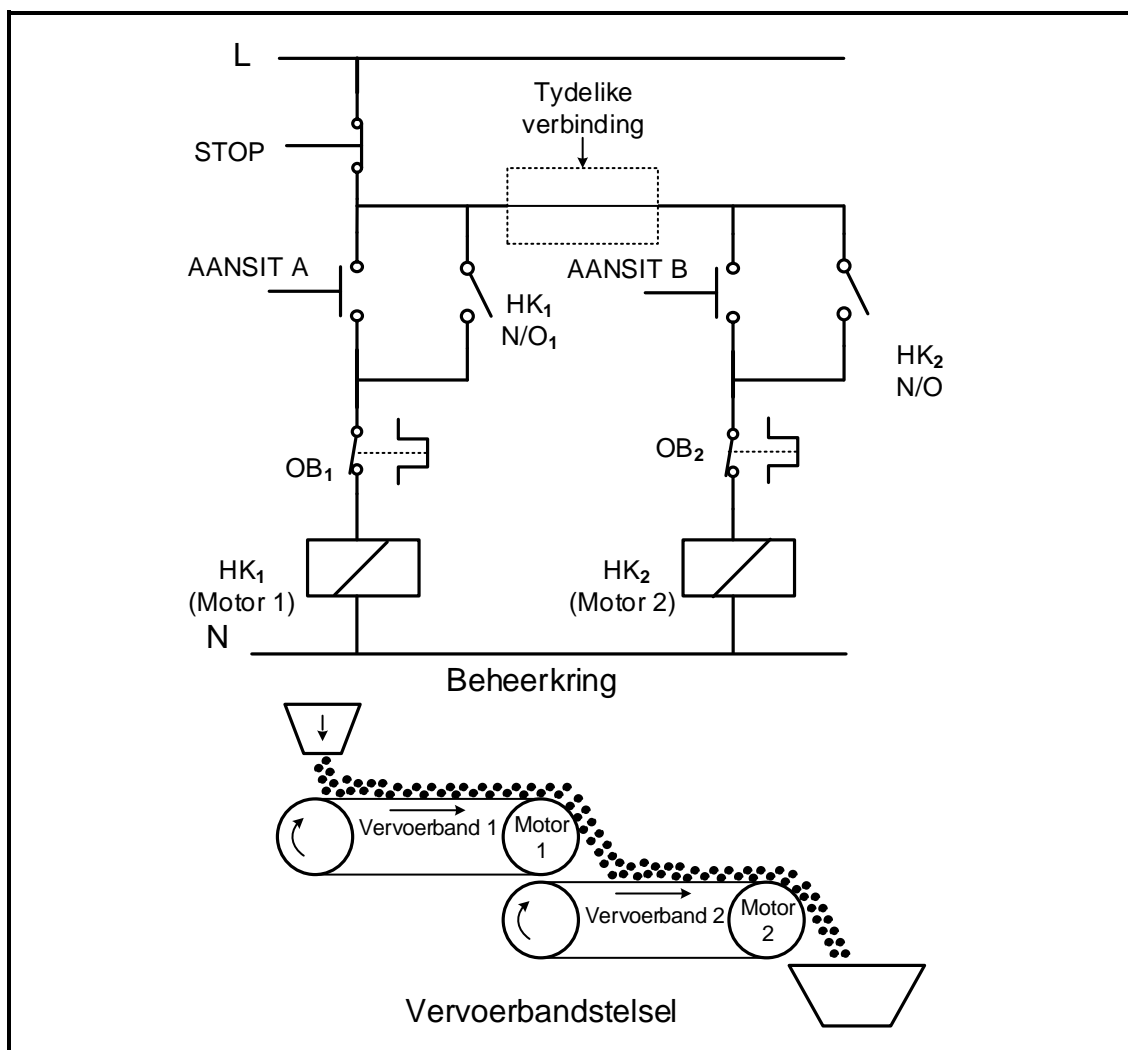 L
Tydelike
verbinding
STOP
AANSIT A
HK₁
N/O₁
AANSIT B
HK₂
N/O
OB₁
OB₂
HK₁
(Motor 1)
HK₂
(Motor 2)
N
Beheerkring
Vervoerband 1
Motor
1
Vervoerband 2
Motor
2
Vervoerbandstelsel